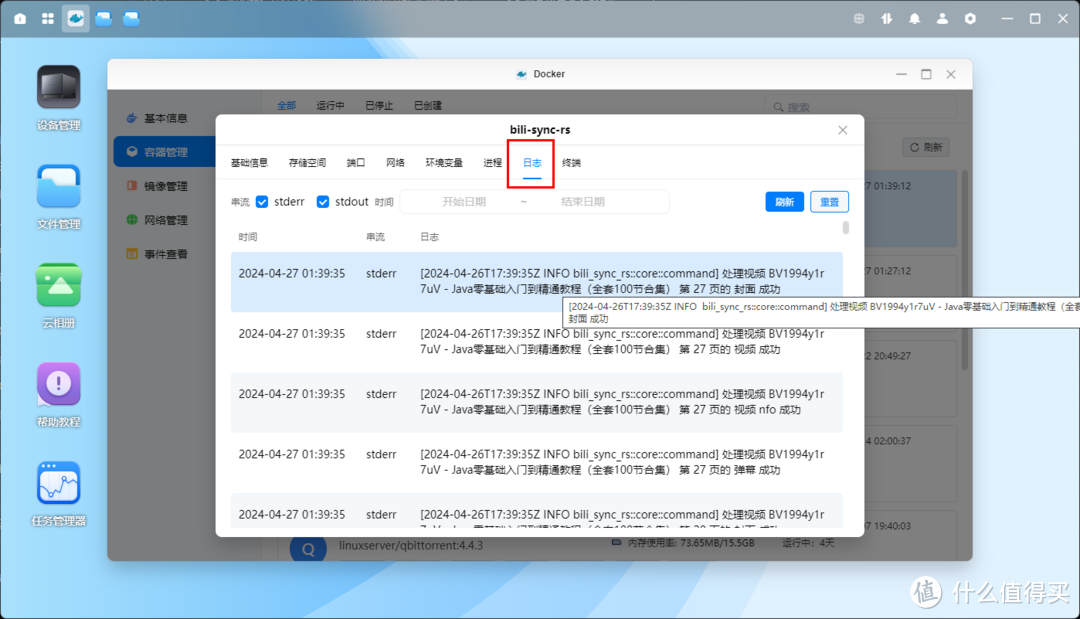 Docker
设备管理
文件管理
云相册
帮助教程
任务管理器
基本信息
容器管理
镜像管理
网络管理
事件查看
全部 运行中 已停止 已创建
搜索
刷新
bili-sync-rs
基础信息 存储空间 端口 网络 环境变量 进程 日志 终端
串流 stderr stdout 时间 开始日期 ~ 结束日期 刷新 重置
时间 串流 日志
2024-04-27 01:39:35 stderr [2024-04-26T17:39:35Z INFO bili_sync_rs::core::command] 处理视频 BV1994y1r
7uV - Java零基础入门到精通教程（全套100节合集） 第 27 页的 封面 成功
[2024-04-26T17:39:35Z INFO bili_sync_rs::core::command] 处理视频 BV1994y1r7uV - Java零基础入门到精通教程（全套
封面 成功
2024-04-27 01:39:35 stderr [2024-04-26T17:39:35Z INFO bili_sync_rs::core::command] 处理视频 BV1994y1r
7uV - Java零基础入门到精通教程（全套100节合集） 第 27 页的 视频 成功
2024-04-27 01:39:35 stderr [2024-04-26T17:39:35Z INFO bili_sync_rs::core::command] 处理视频 BV1994y1r
7uV - Java零基础入门到精通教程（全套100节合集） 第 27 页的 视频 nfo 成功
2024-04-27 01:39:35 stderr [2024-04-26T17:39:35Z INFO bili_sync_rs::core::command] 处理视频 BV1994y1r
7uV - Java零基础入门到精通教程（全套100节合集） 第 27 页的 弹幕 成功
2024-04-27 01:39:35 stderr [2024-04-26T17:39:35Z INFO bili_sync_rs::core::command] 处理视频 BV1994y1r
7 01:39:12
01:27:12
2 20:49:27
4 02:00:37
7 19:40:03
Q linuxserver/qbittorrent:4.4.3 内存使用率: 73.65MB/15.5GB 运行中: 4天
值 什么值得买